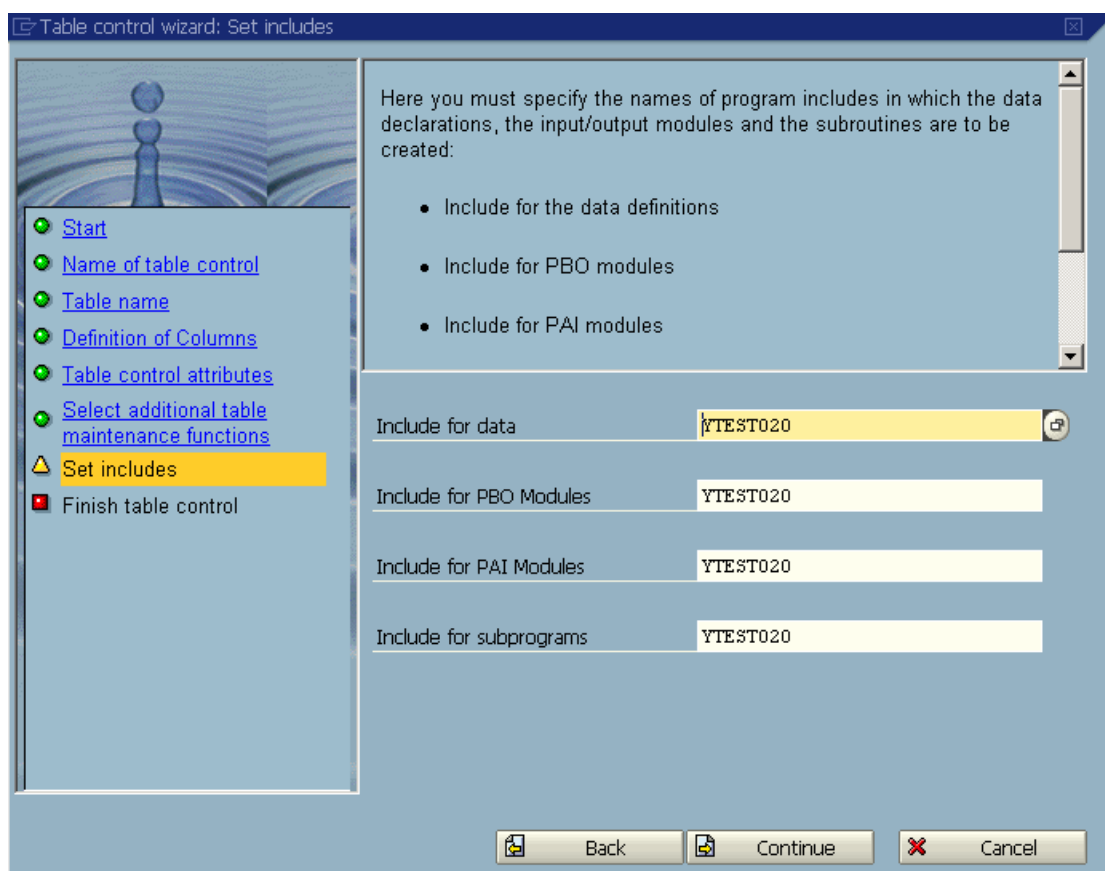 Table control wizard: Set includes
Here you must specify the names of program includes in which the data
declarations, the input/output modules and the subroutines are to be
created:
• Include for the data definitions
• Include for PBO modules
• Include for PAI modules
Start
Name of table control
Table name
Definition of Columns
Table control attributes
Select additional table
maintenance functions
Set includes
Finish table control
Include for data YTEST020
Include for PBO Modules YTEST020
Include for PAI Modules YTEST020
Include for subprograms YTEST020
Back Continue Cancel